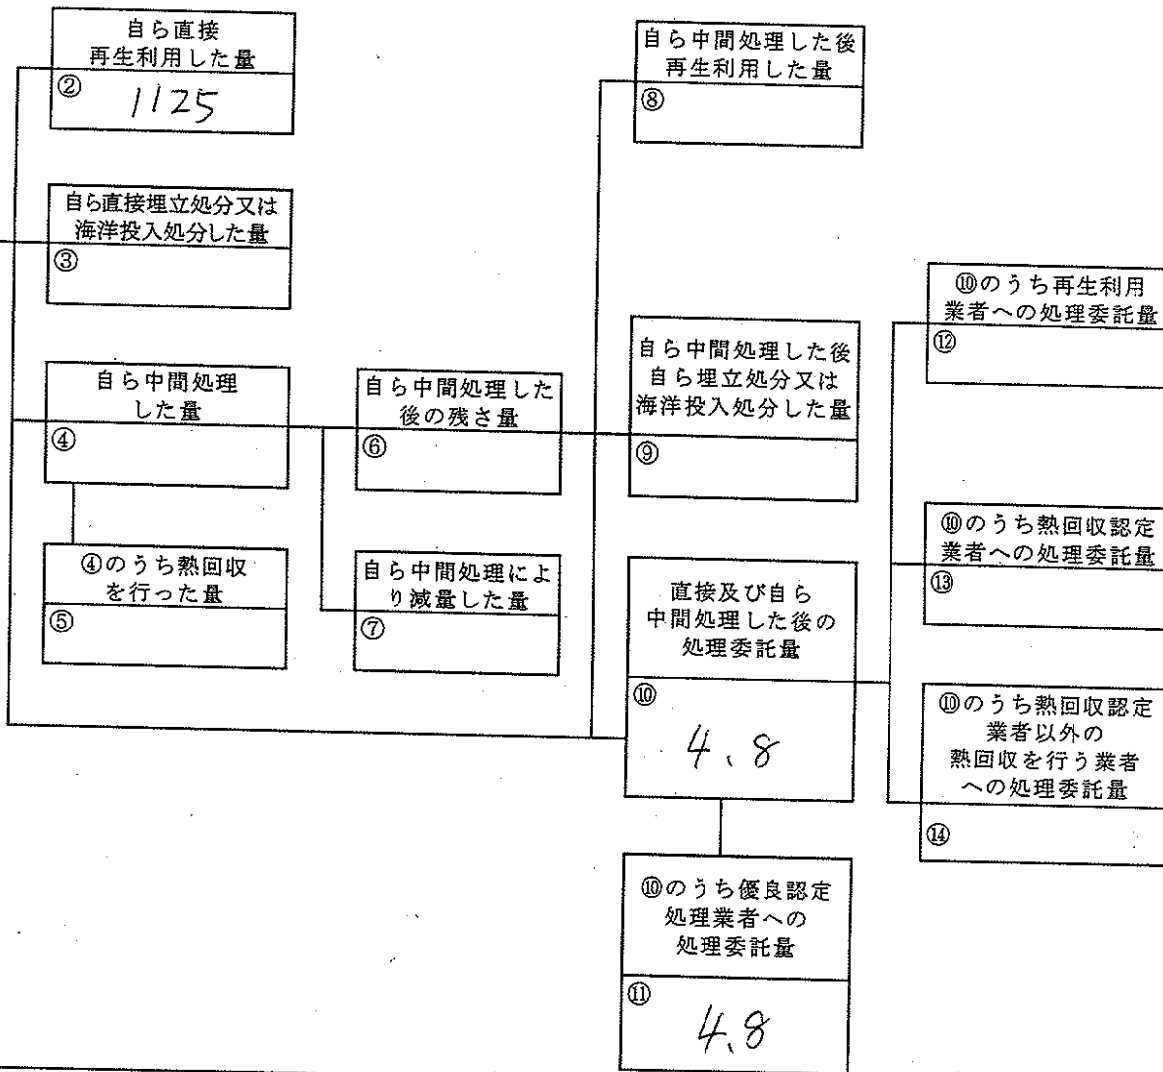 自ら直接
再生利用した量
②
1125
自ら直接埋立処分又は
海洋投入処分した量
③
自ら中間処理
した量
④
④のうち熱回収
を行った量
⑤
自ら中間処理した
後の残さ量
⑥
自ら中間処理によ
り減量した量
⑦
自ら中間処理した後
再生利用した量
⑧
自ら中間処理した後
自ら埋立処分又は
海洋投入処分した量
⑨
直接及び自ら
中間処理した後の
処理委託量
⑩
4.8
⑩のうち優良認定
処理業者への
処理委託量
⑪
4.8
⑩のうち再生利用
業者への処理委託量
⑫
⑩のうち熱回収認定
業者への処理委託量
⑬
⑩のうち熱回収認定
業者以外の
熱回収を行う業者
への処理委託量
⑭